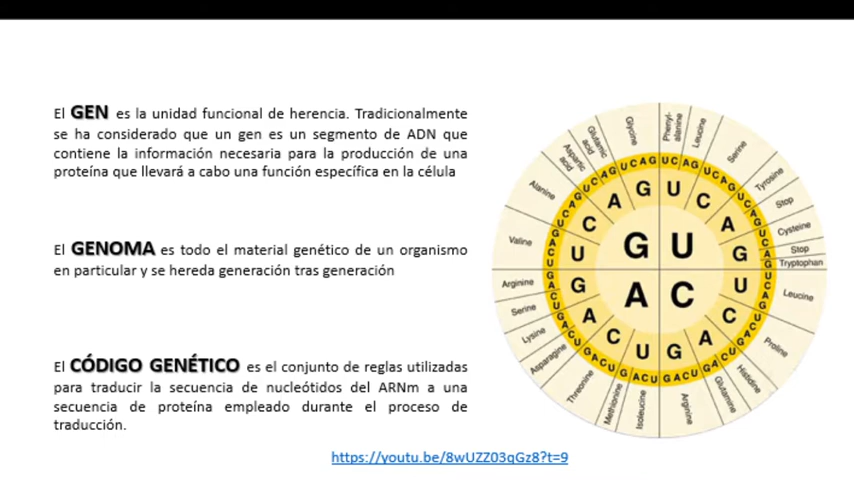 El GEN es la unidad funcional de herencia. Tradicionalmente
se ha considerado que un gen es un segmento de ADN que
contiene la información necesaria para la producción de una
proteína que llevará a cabo una función específica en la célula
El GENOMA es todo el material genético de un organismo
en particular y se hereda generación tras generación
El CÓDIGO GENÉTICO es el conjunto de reglas utilizadas
para traducir la secuencia de nucleótidos del ARNm a una
secuencia de proteína empleado durante el proceso de
traducción.
https://youtu.be/8wUZZ03qGz8?t=9
G U
A C
U C A G
U C A G
U C A G
U C A G
Phenyl-
alanine
Leucine
Serine
Tyrosine
Stop
Cysteine
Stop
Tryptophan
Leucine
Proline
Histidine
Glutamine
Arginine
Isoleucine
Methionine
Threonine
Asparagine
Lysine
Serine
Arginine
Valine
Alanine
Aspartic
acid
Glutamic
acid
Glycine